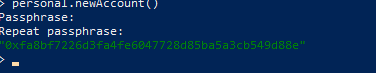 > personal.newAccount()
Passphrase:
Repeat passphrase:
"0xfa8bf7226d3fa4fe6047728d85ba5a3cb549d88e"
>